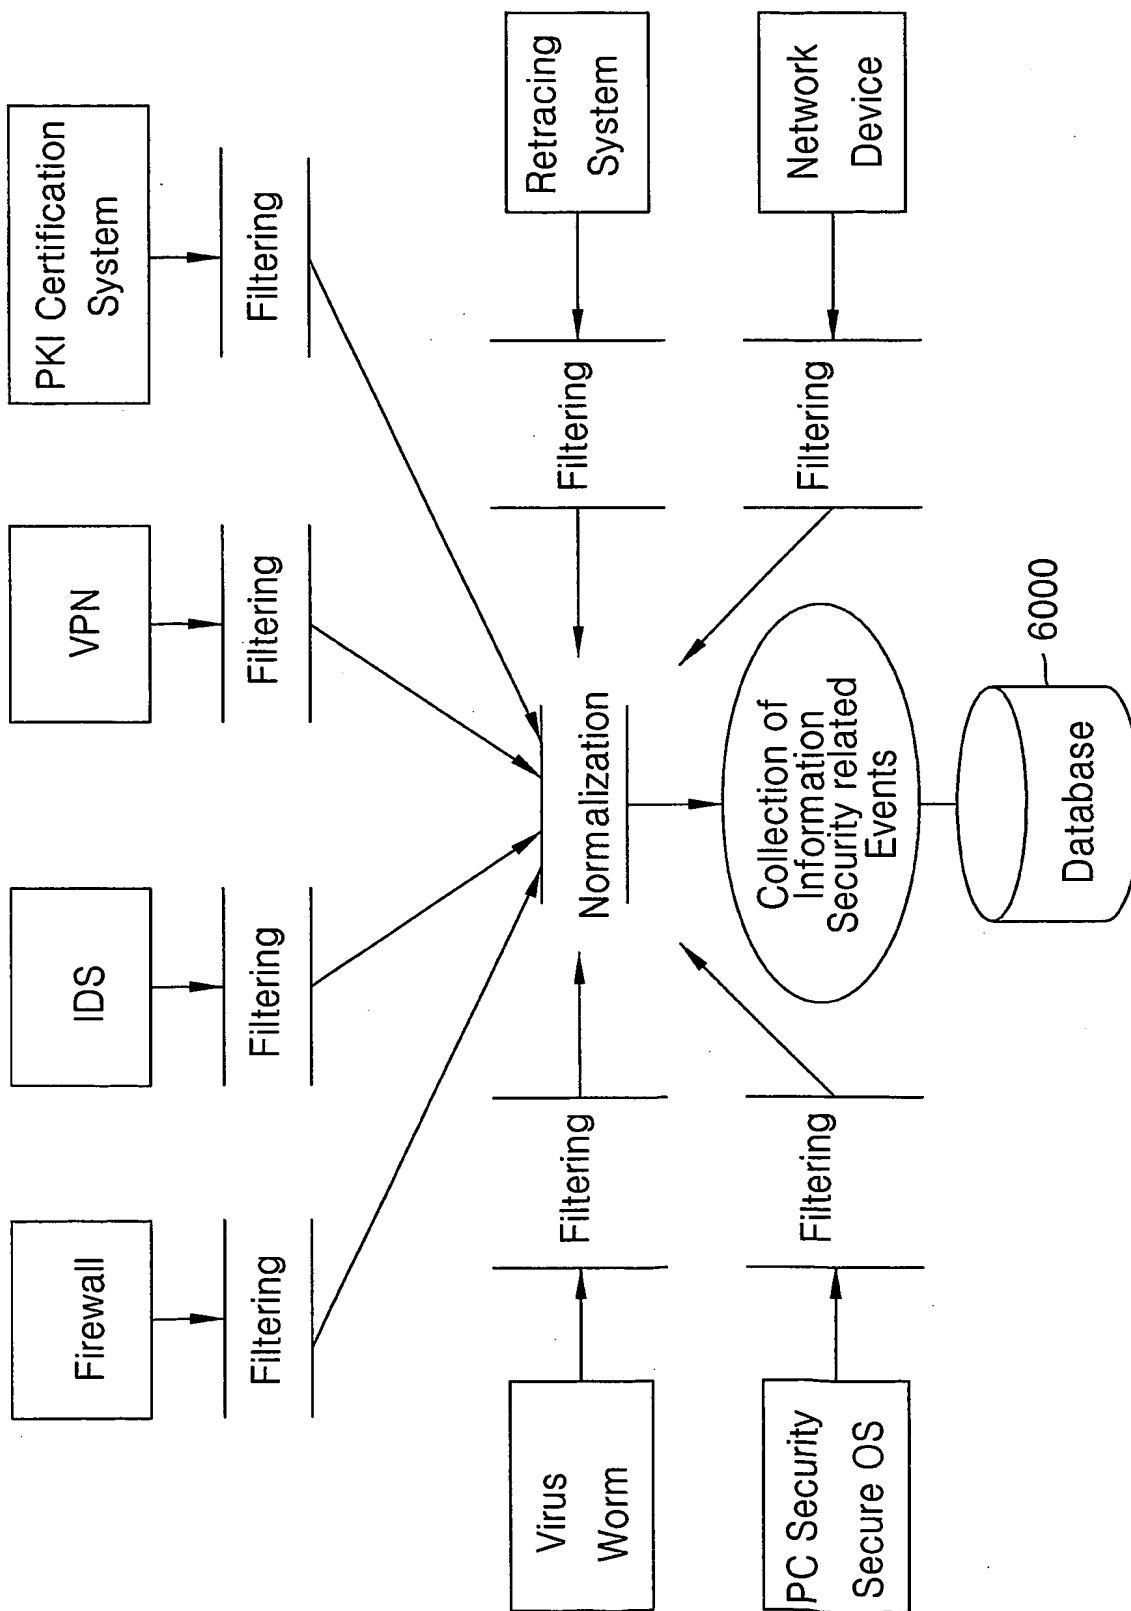 Firewall
IDS
VPN
PKI Certification
System
Filtering
Filtering
Filtering
Filtering
Virus
Worm
Filtering
Normalization
Filtering
Retracing
System
PC Security
Secure OS
Filtering
Collection of
Information
Security related
Events
Filtering
Network
Device
Database
6000